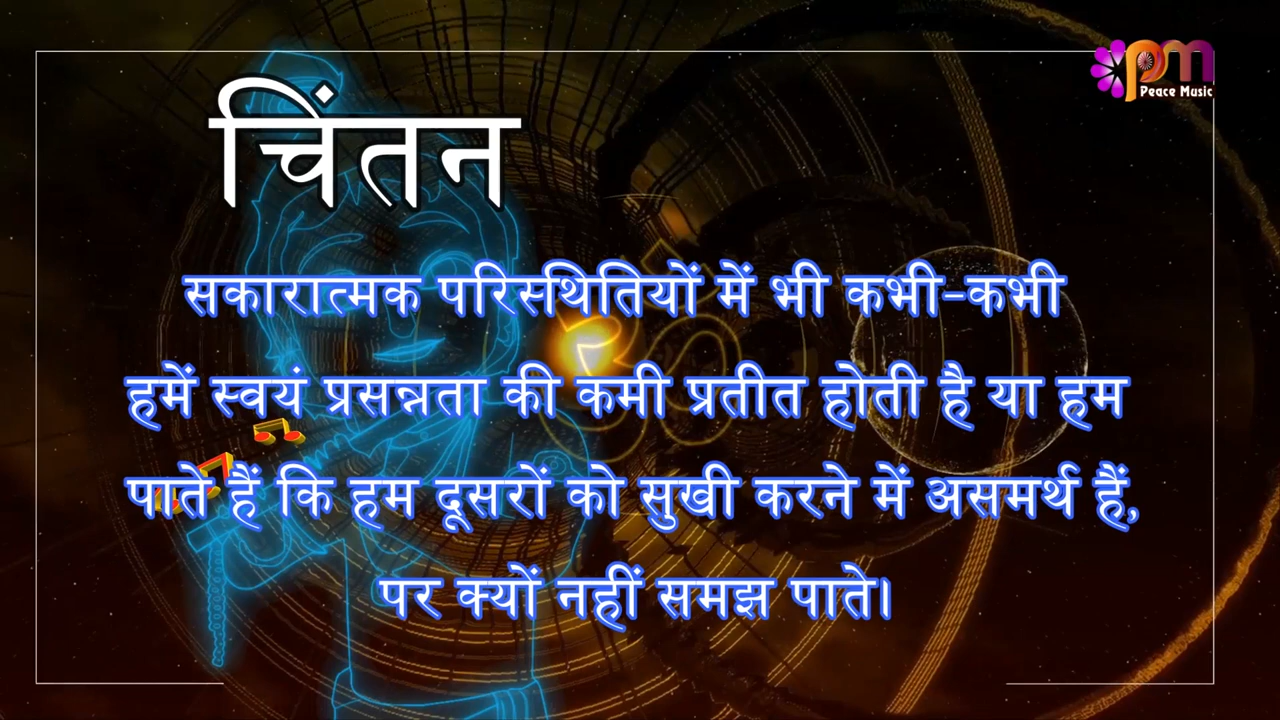 pm
Peace Music
चिंतन
सकारात्मक परिस्थितियों में भी कभी-कभी
हमें स्वयं प्रसन्नता की कमी प्रतीत होती है या हम
पाते हैं कि हम दूसरों को सुखी करने में असमर्थ हैं,
पर क्यों नहीं समझ पाते।